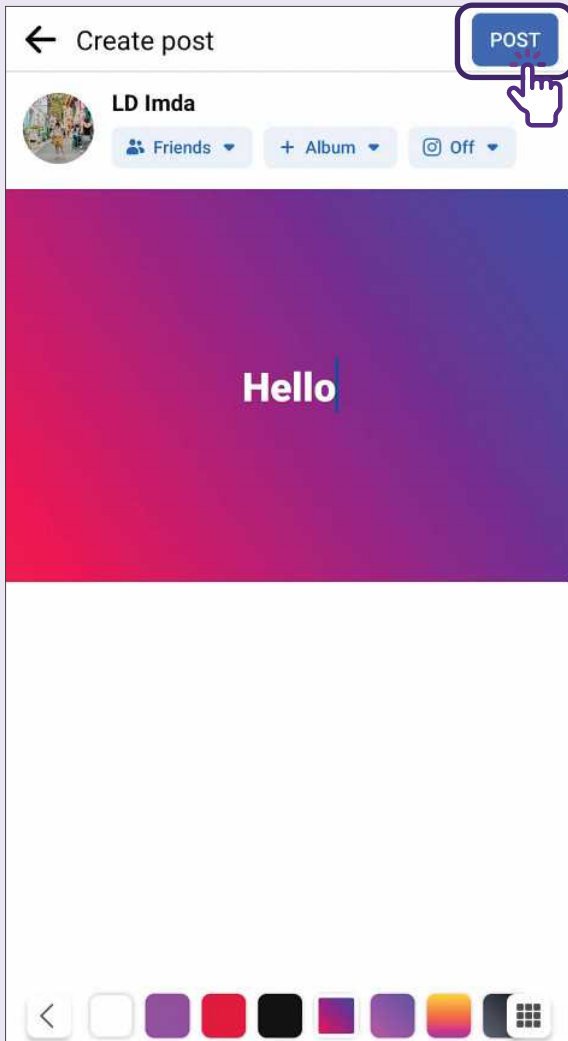 Create post
POST
LD Imda
Friends + Album Off
Hello